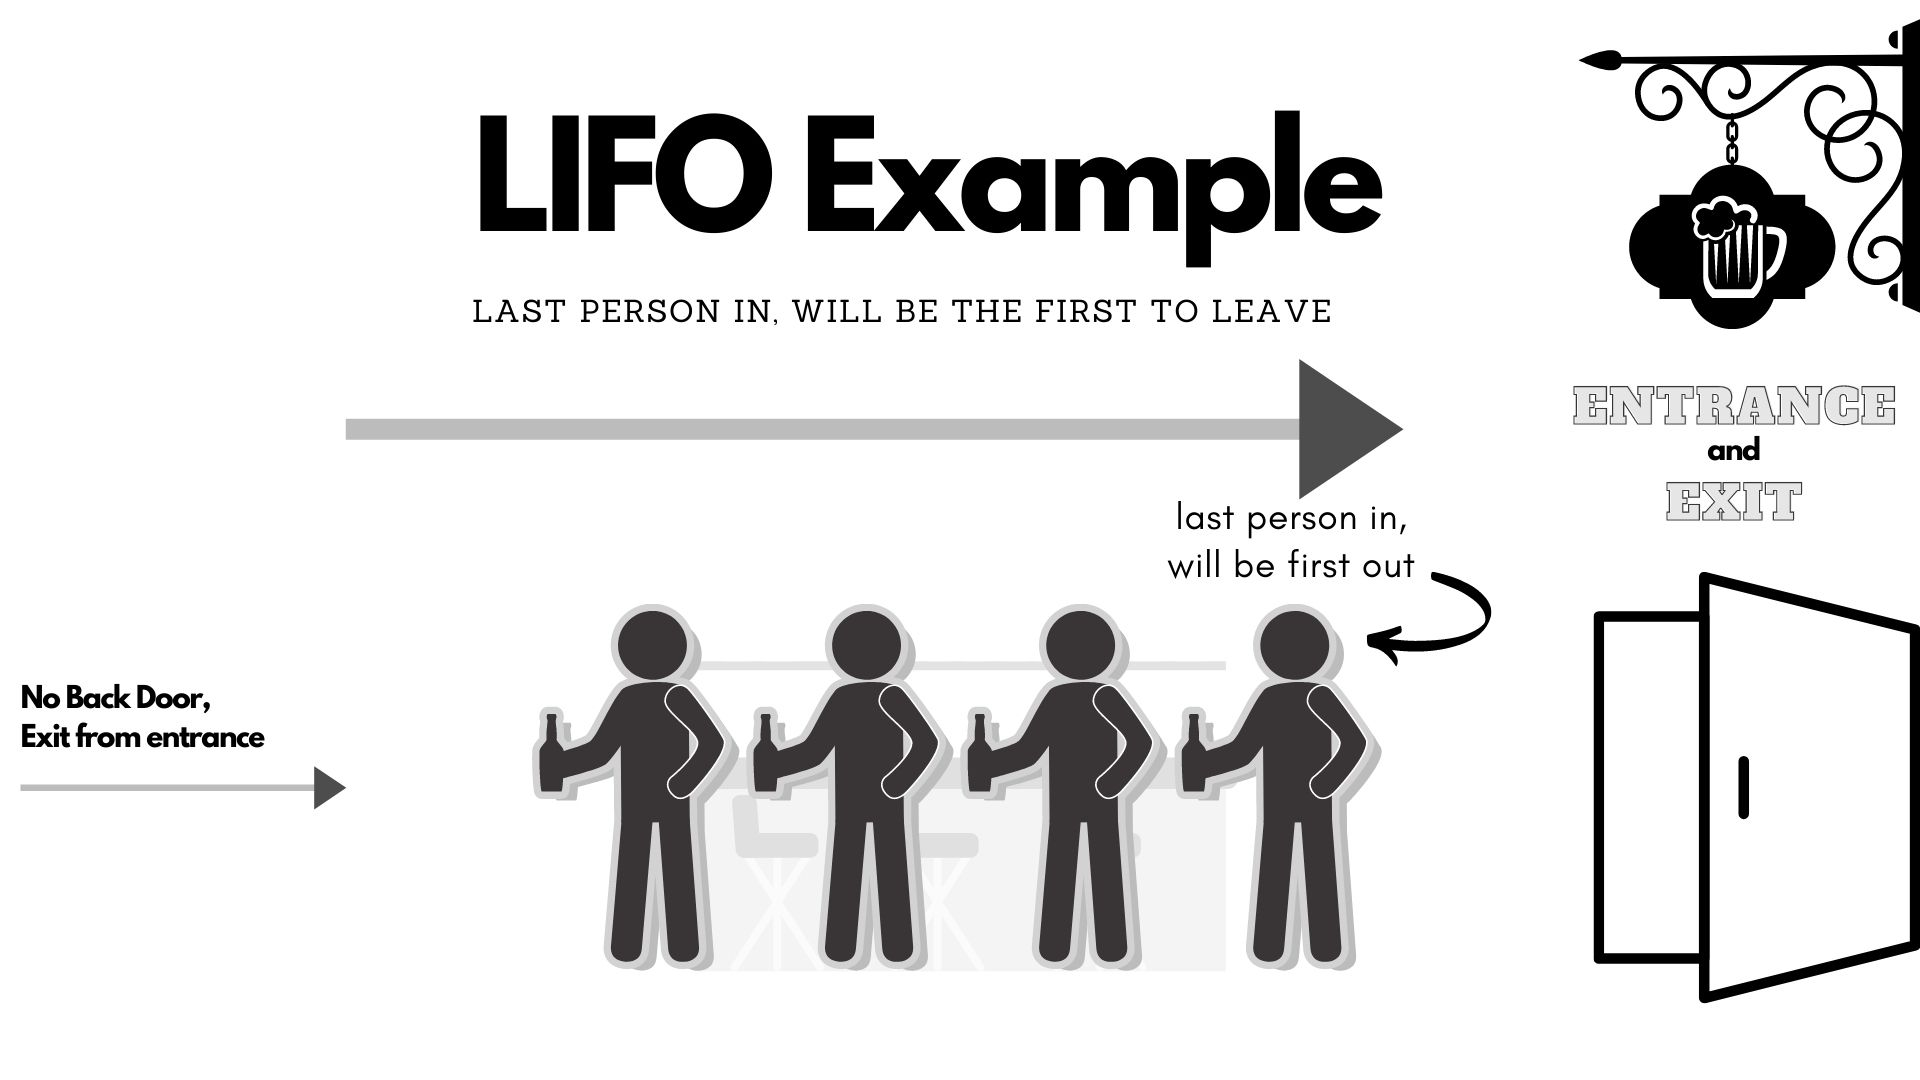 LIFO Example
LAST PERSON IN, WILL BE THE FIRST TO LEAVE
ENTRANCE
and
EXIT
last person in,
will be first out
No Back Door,
Exit from entrance